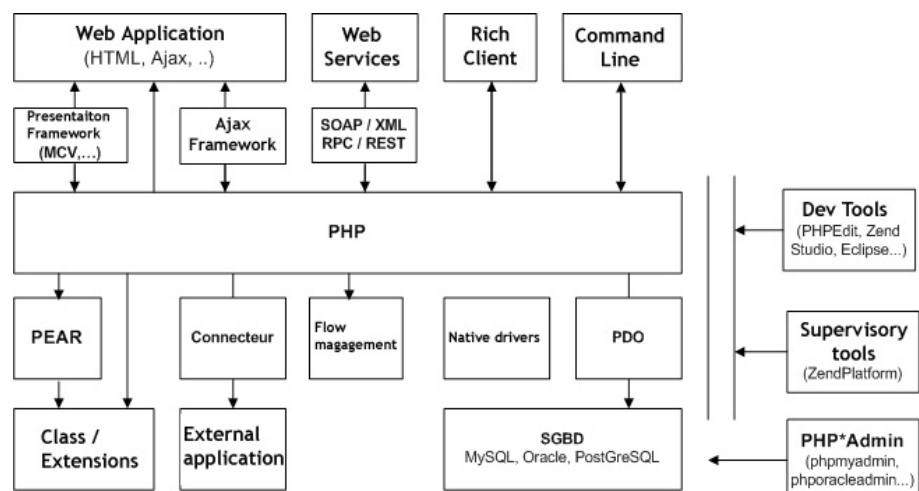 Web Application
(HTML, Ajax, ..)
Web
Services
Rich
Client
Command
Line
Presentaiton
Framework
(MCV,...)
Ajax
Framework
SOAP / XML
RPC / REST
PHP
Dev Tools
(PHPEdit, Zend
Studio, Eclipse...)
PEAR
Connecteur
Flow
magagement
Native drivers
PDO
Supervisory
tools
(ZendPlatform)
Class /
Extensions
External
application
SGBD
MySQL, Oracle, PostGreSQL
PHP*Admin
(phpmyadmin,
phporacleadmin...)